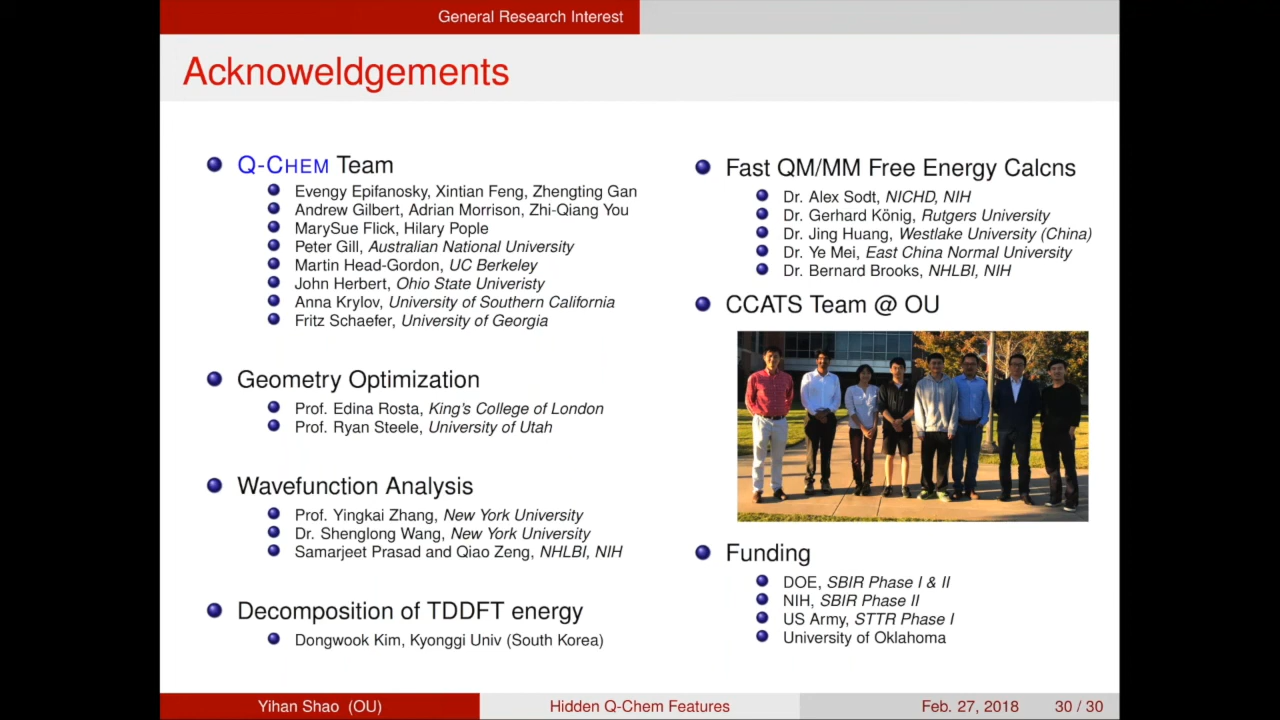 General Research Interest
Acknoweldgements
Q-CHEM Team
Evengy Epifanosky, Xintian Feng, Zhengting Gan
Andrew Gilbert, Adrian Morrison, Zhi-Qiang You
MarySue Flick, Hilary Pople
Peter Gill, Australian National University
Martin Head-Gordon, UC Berkeley
John Herbert, Ohio State Univeristy
Anna Krylov, University of Southern California
Fritz Schaefer, University of Georgia
Geometry Optimization
Prof. Edina Rosta, King's College of London
Prof. Ryan Steele, University of Utah
Wavefunction Analysis
Prof. Yingkai Zhang, New York University
Dr. Shenglong Wang, New York University
Samarjeet Prasad and Qiao Zeng, NHLBI, NIH
Decomposition of TDDFT energy
Dongwook Kim, Kyonggi Univ (South Korea)
Fast QM/MM Free Energy Calcns
Dr. Alex Sodt, NICHD, NIH
Dr. Gerhard König, Rutgers University
Dr. Jing Huang, Westlake University (China)
Dr. Ye Mei, East China Normal University
Dr. Bernard Brooks, NHLBI, NIH
CCATS Team @ OU
Funding
DOE, SBIR Phase I & II
NIH, SBIR Phase II
US Army, STTR Phase I
University of Oklahoma
Yihan Shao (OU)
Hidden Q-Chem Features
Feb. 27, 2018
30 / 30